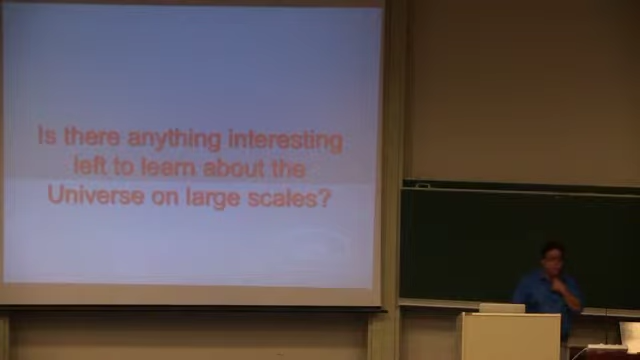 Is there anything interesting
left to learn about the
Universe on large scales?